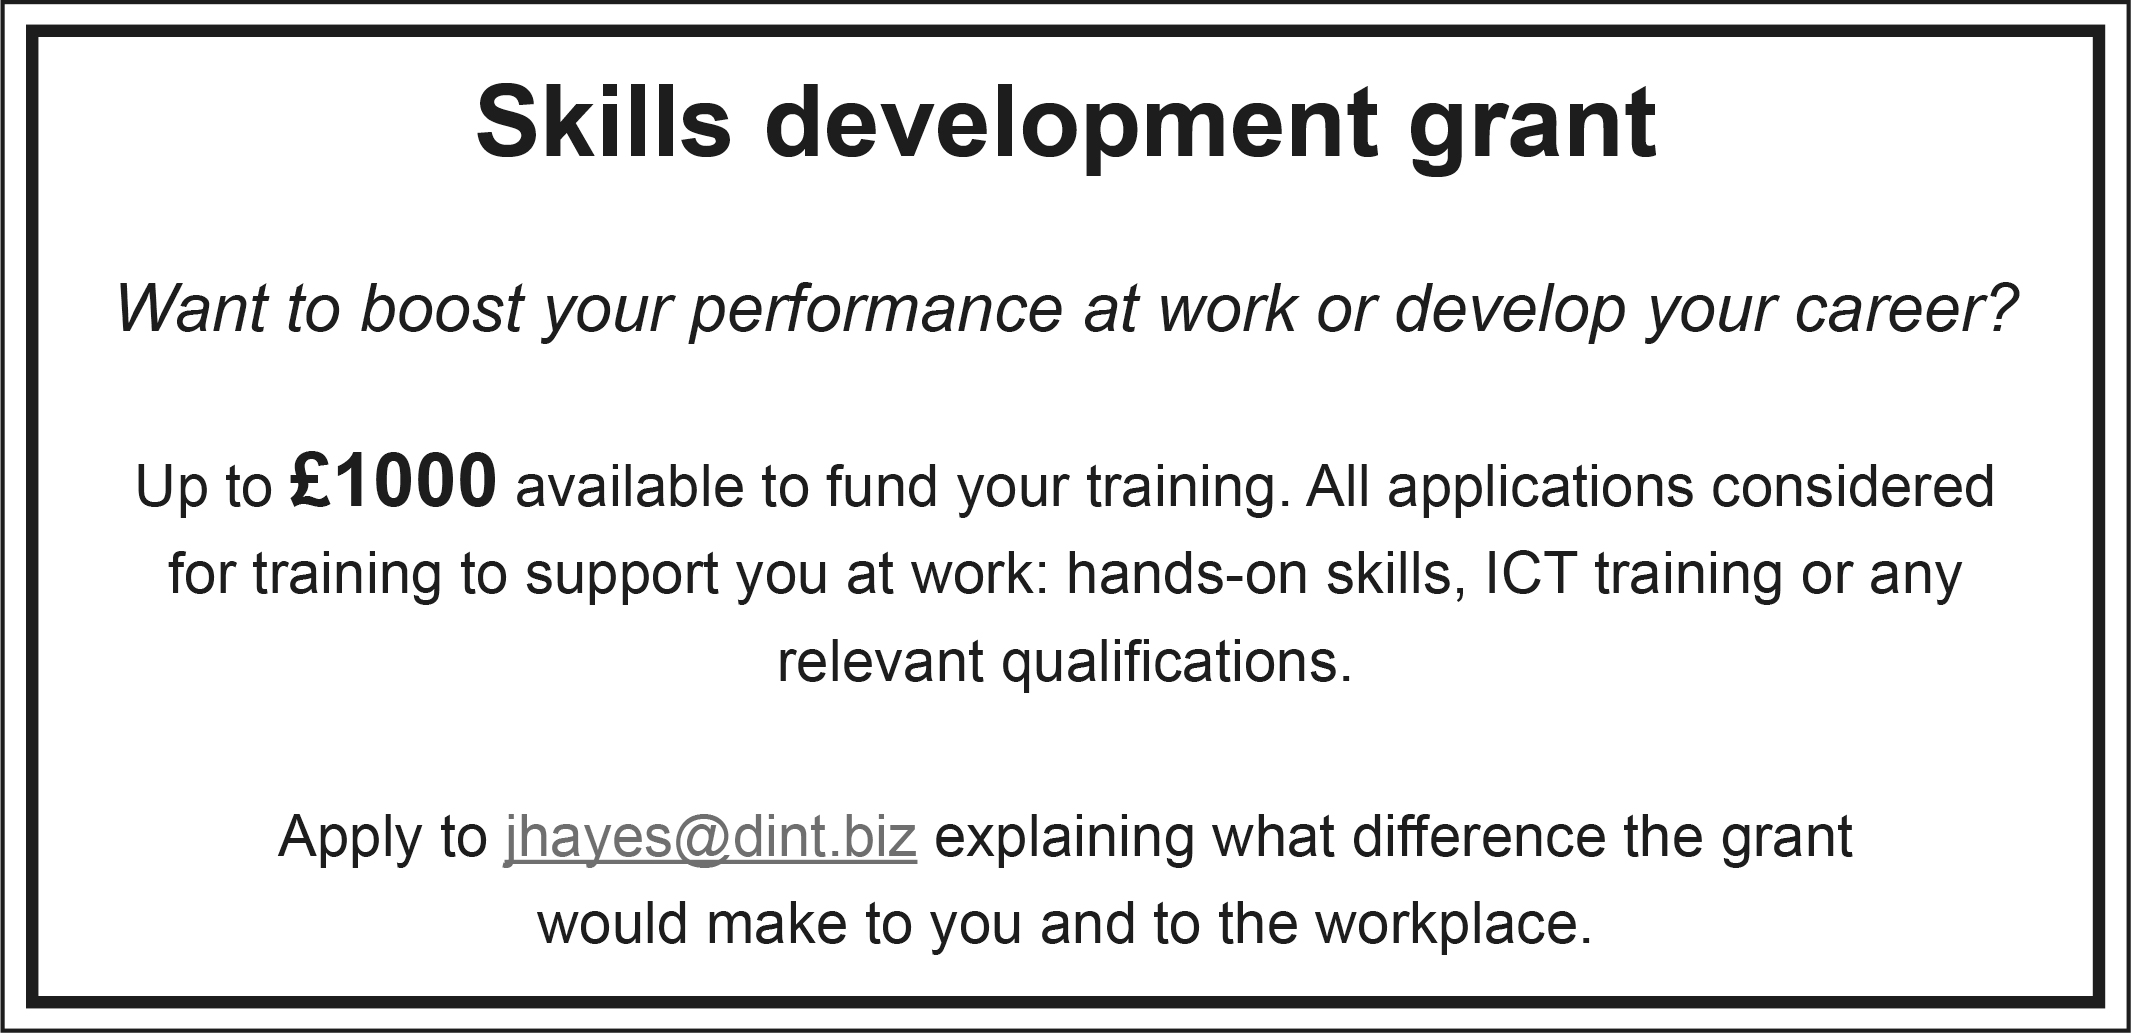 Skills development grant
Want to boost your performance at work or develop your career?
Up to £1000 available to fund your training. All applications considered
for training to support you at work: hands-on skills, ICT training or any
relevant qualifications.
Apply to jhayes@dint.biz explaining what difference the grant
would make to you and to the workplace.